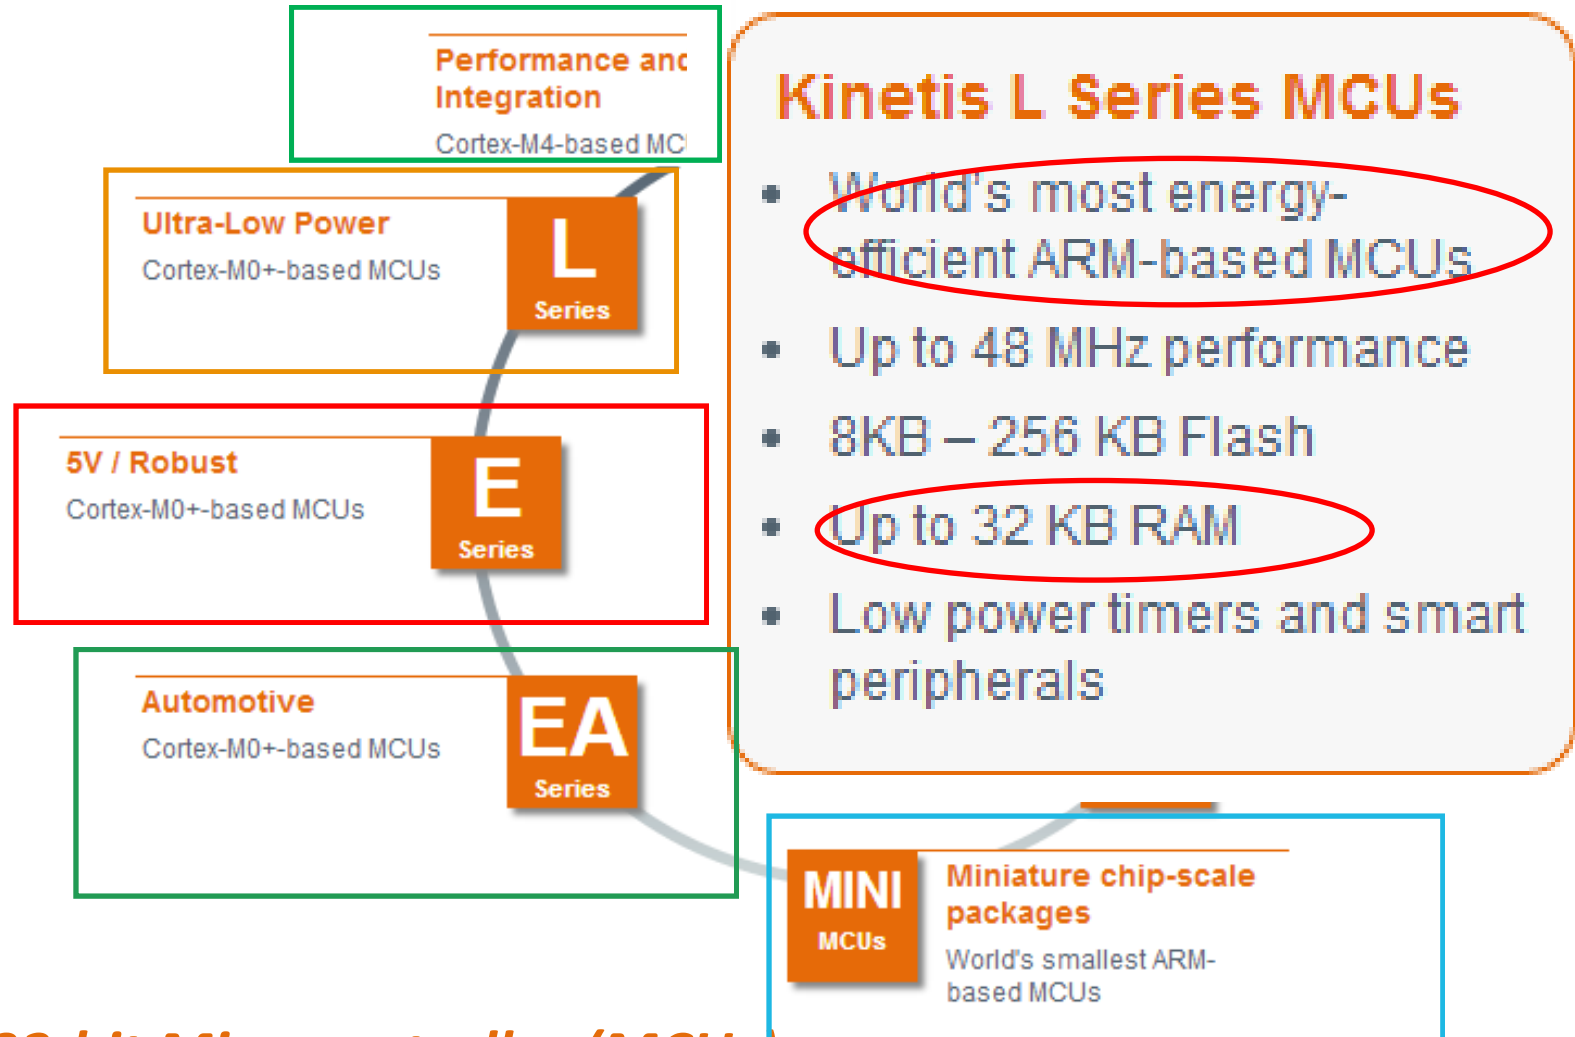 Performance and
Integration
Cortex-M4-based MC
Ultra-Low Power
Cortex-M0+-based MCUs
L
Series
5V / Robust
Cortex-M0+-based MCUs
E
Series
Automotive
Cortex-M0+-based MCUs
EA
Series
Kinetis L Series MCUs
• World's most energy-
efficient ARM-based MCUs
• Up to 48 MHz performance
• 8KB – 256 KB Flash
• Up to 32 KB RAM
• Low power timers and smart
peripherals
MINI
MCUs
Miniature chip-scale
packages
World's smallest ARM-
based MCUs